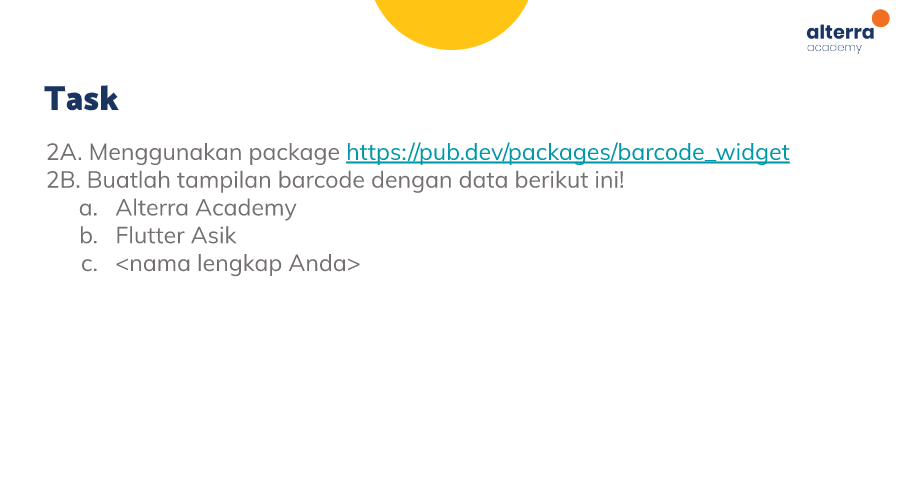 alterra
academy
Task
2A. Menggunakan package https://pub.dev/packages/barcode_widget
2B. Buatlah tampilan barcode dengan data berikut ini!
a. Alterra Academy
b. Flutter Asik
c. <nama lengkap Anda>